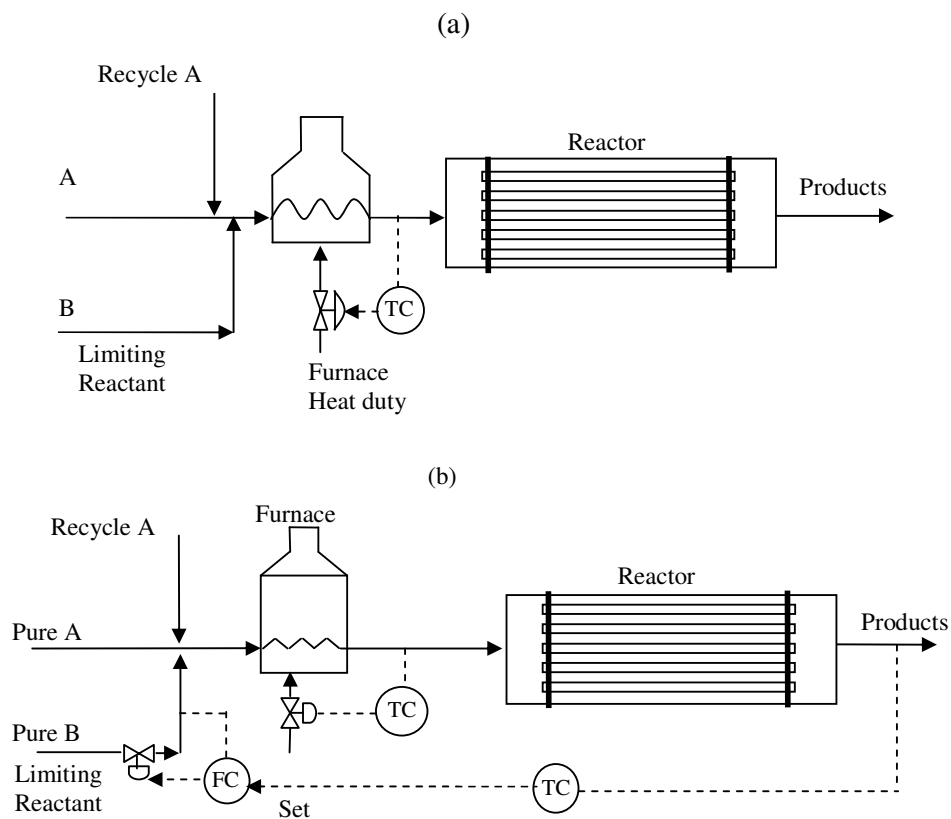 (a)
Recycle A
Reactor
A
Products
B
TC
Limiting
Reactant
Furnace
Heat duty
(b)
Furnace
Recycle A
Reactor
Pure A
Products
TC
Pure B
Limiting
Reactant
FC
TC
Set